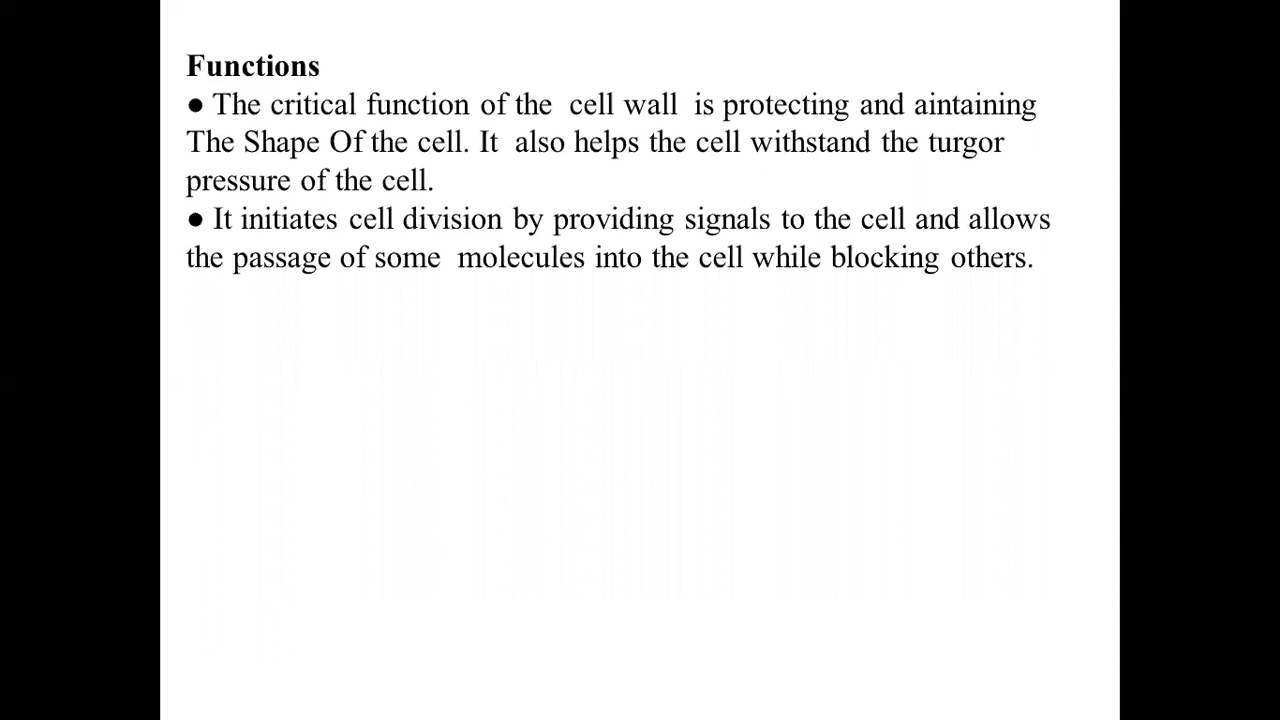 Functions
● The critical function of the cell wall is protecting and aintaining
The Shape Of the cell. It also helps the cell withstand the turgor
pressure of the cell.
● It initiates cell division by providing signals to the cell and allows
the passage of some molecules into the cell while blocking others.